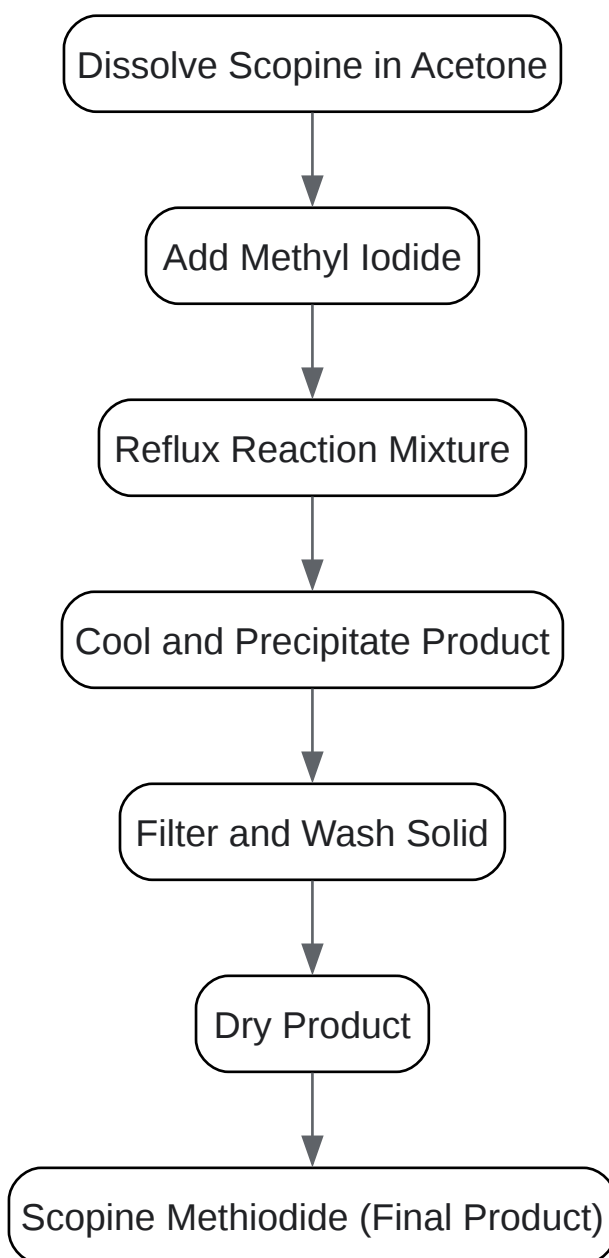 Dissolve Scopine in Acetone
Add Methyl Iodide
Reflux Reaction Mixture
Cool and Precipitate Product
Filter and Wash Solid
Dry Product
Scopine Methiodide (Final Product)